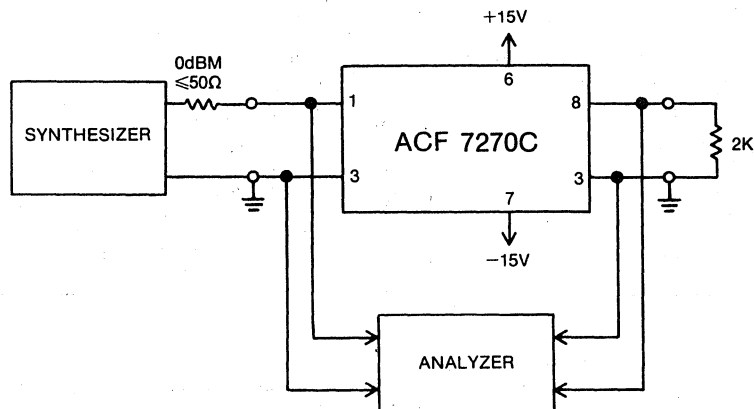 +15V
0dBM
≤50Ω
6
SYNTHESIZER
1
8
ACF 7270C
2K
3
3
7
−15V
ANALYZER